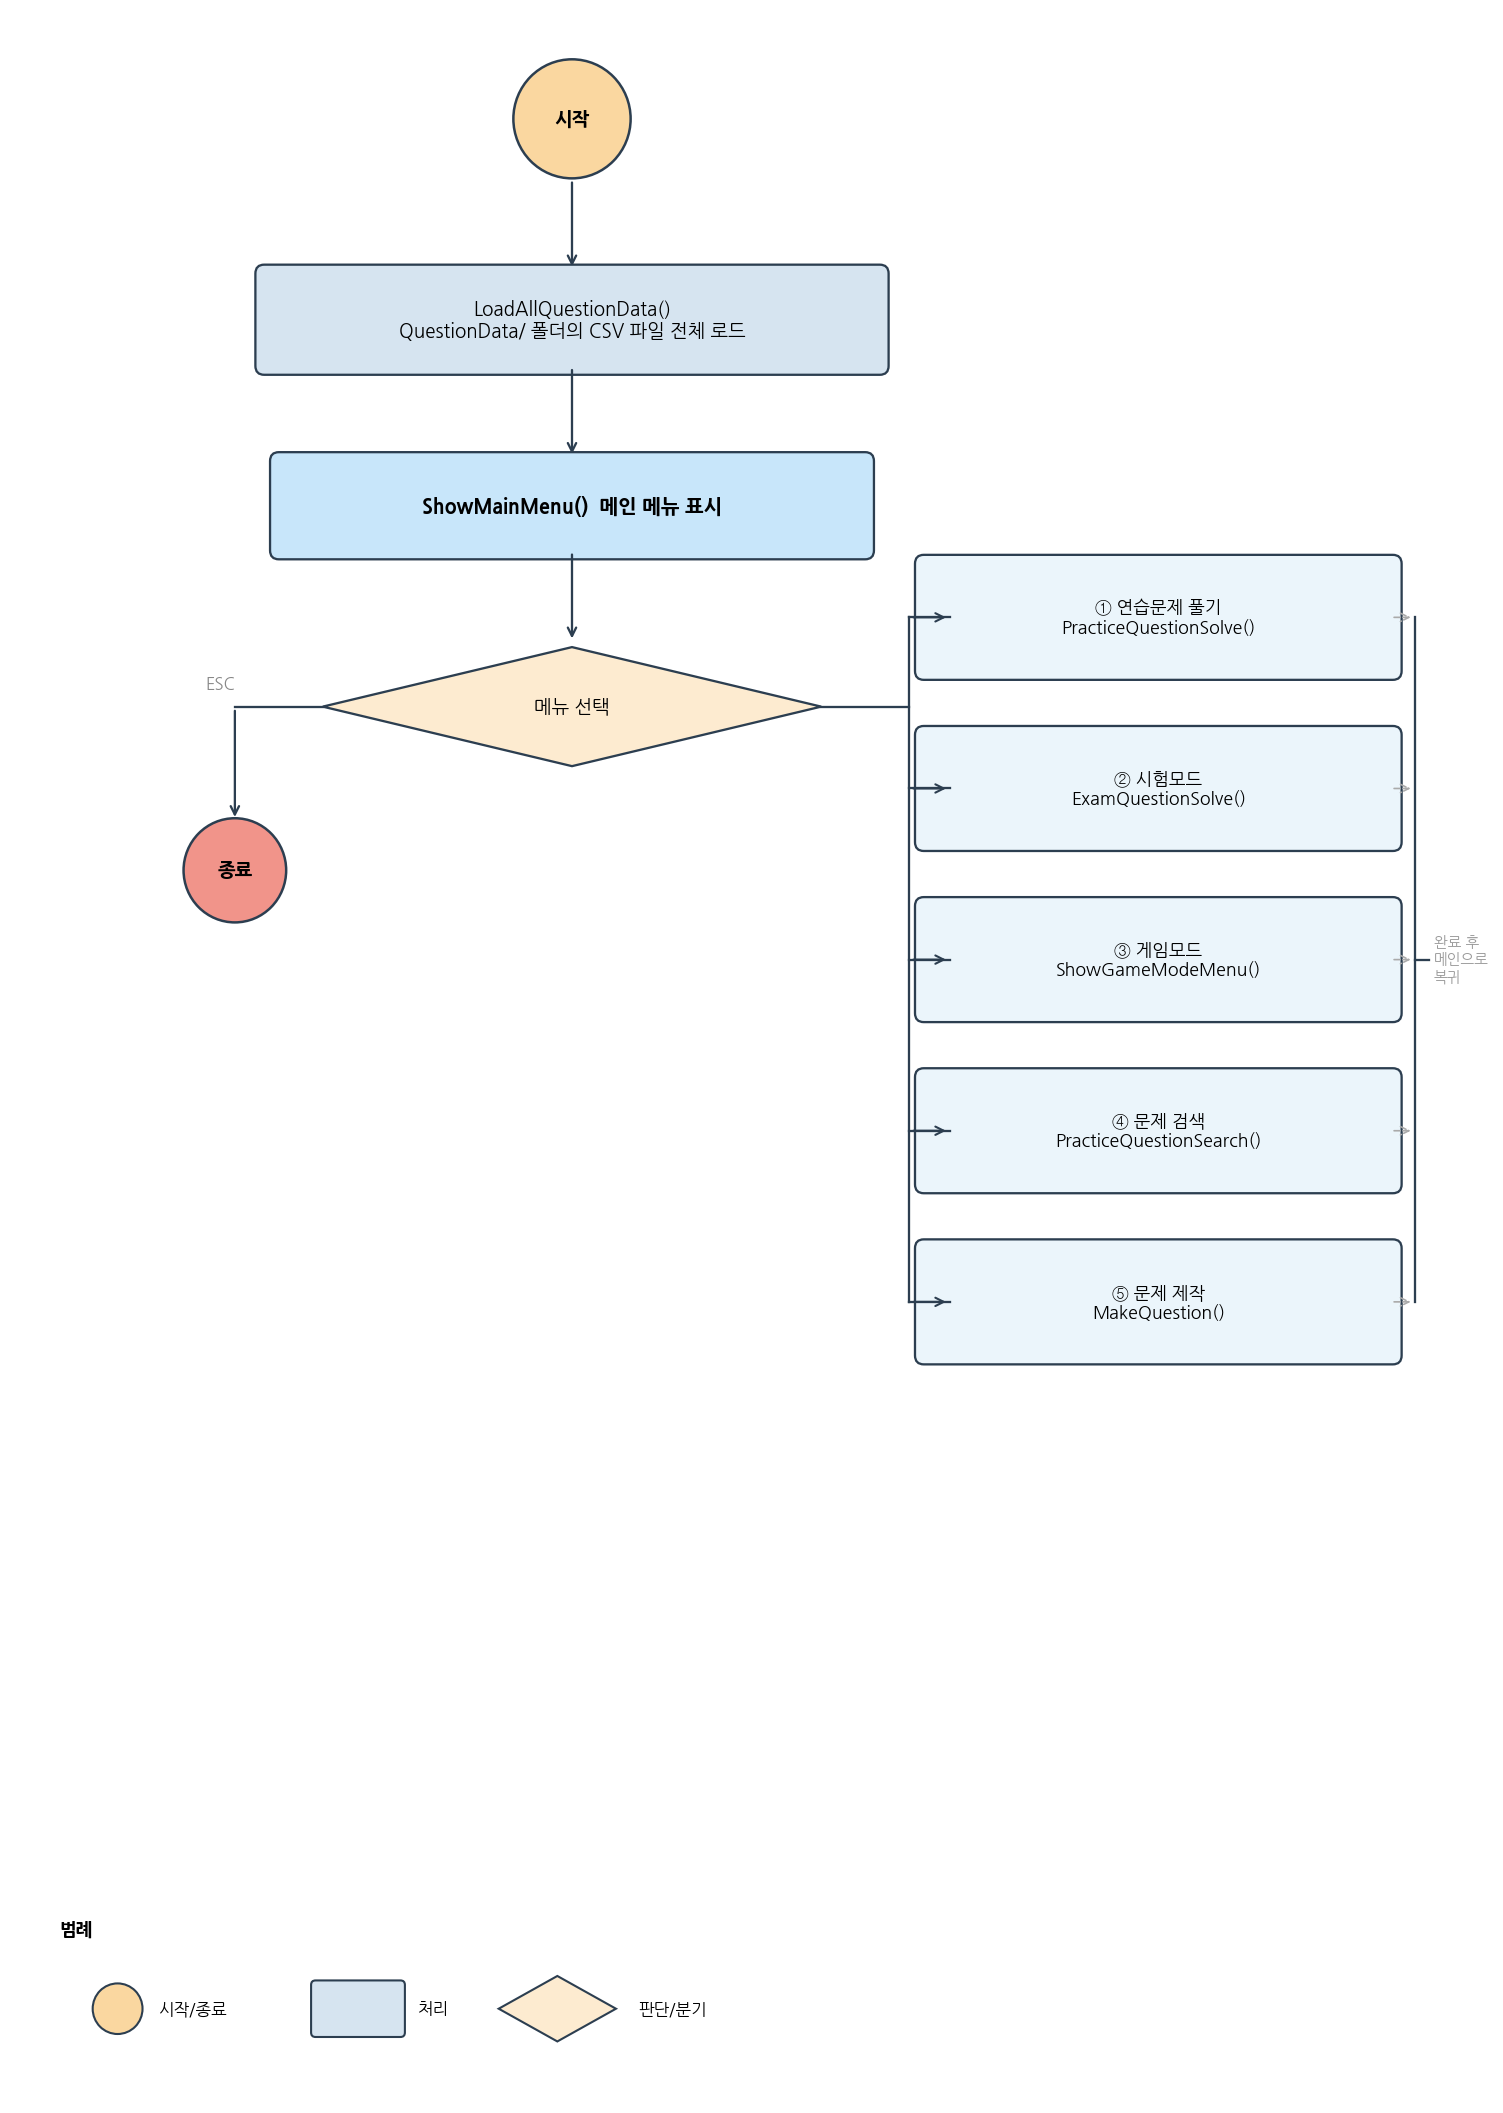 시작
LoadAllQuestionData()
QuestionData/ 폴더의 CSV 파일 전체 로드
ShowMainMenu()  메인 메뉴 표시
메뉴 선택
ESC
종료
① 연습문제 풀기
PracticeQuestionSolve()
② 시험모드
ExamQuestionSolve()
③ 게임모드
ShowGameModeMenu()
④ 문제 검색
PracticeQuestionSearch()
⑤ 문제 제작
MakeQuestion()
완료 후
메인으로
복귀
범례
시작/종료
처리
판단/분기